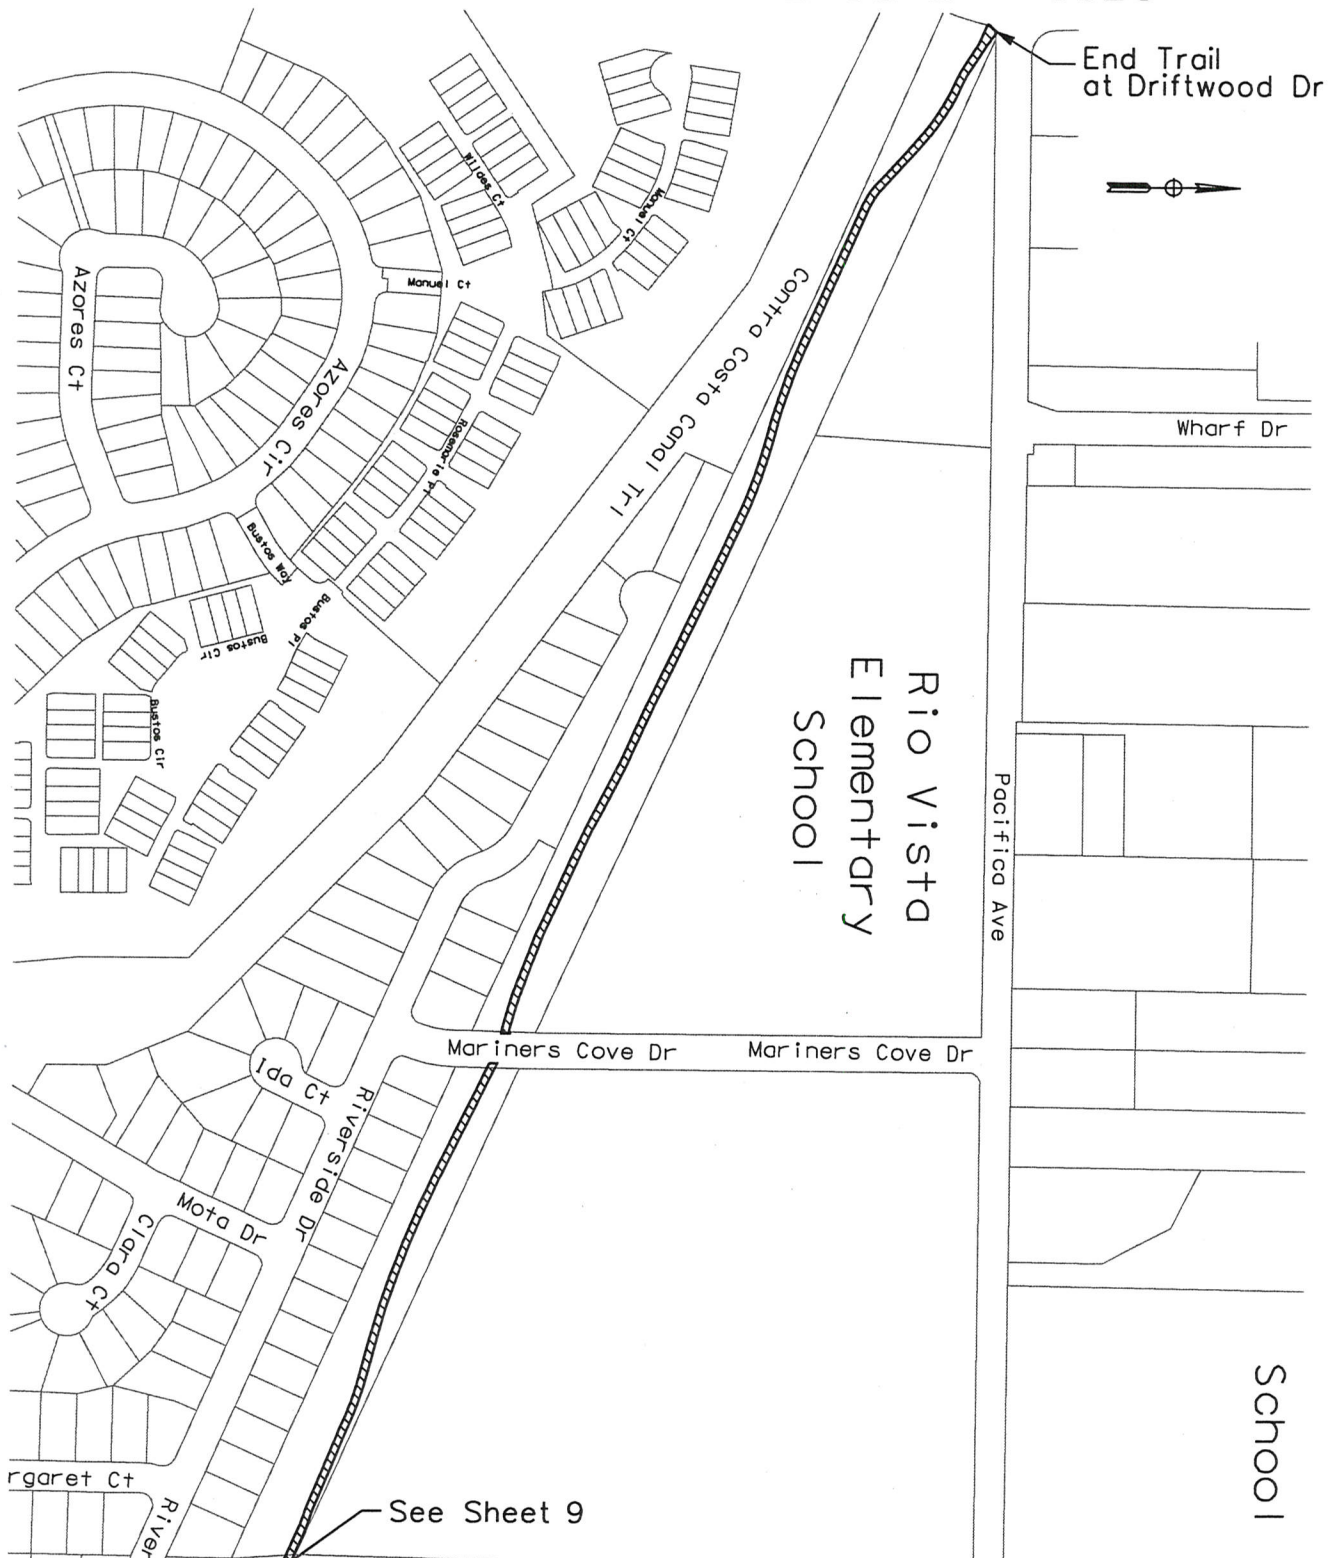 End Trail
at Driftwood Dr
Wildes Ct
Manuel Ct
Manuel Ct
Azores Ct
Azores Cir
Contra Costa Canal Trl
Rosemarie Pl
Wharf Dr
Bustos Way
Bustos Pl
Bustos Cir
Bustos Cir
Rio Vista
Elementary
School
Pacifica Ave
Mariners Cove Dr
Mariners Cove Dr
Ida Ct
Riverside Dr
Mota Dr
Clara Ct
School
rgaret Ct
River
See Sheet 9